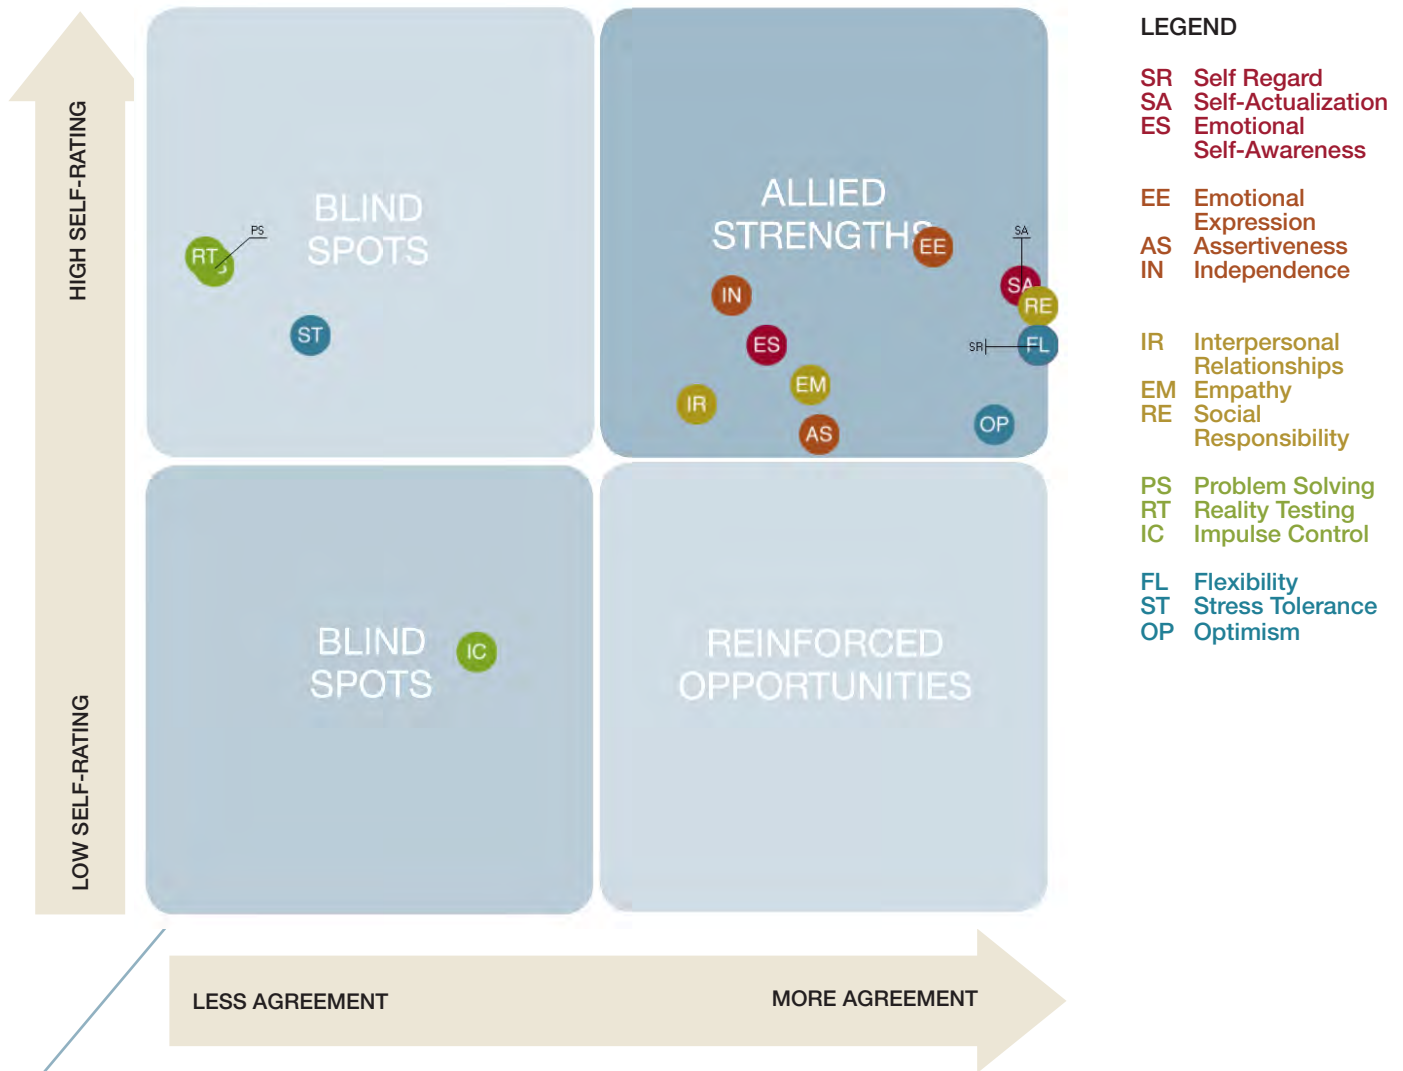 HIGH SELF-RATING
LOW SELF-RATING
BLIND
SPOTS
RT
PS
ST
ALLIED
STRENGTHS
EE
SA
SA
IN
RE
ES
SR
FL
EM
IR
AS
OP
BLIND
SPOTS
IC
REINFORCED
OPPORTUNITIES
LESS AGREEMENT
MORE AGREEMENT
LEGEND
SR Self Regard
SA Self-Actualization
ES Emotional
Self-Awareness
EE Emotional
Expression
AS Assertiveness
IN Independence
IR Interpersonal
Relationships
EM Empathy
RE Social
Responsibility
PS Problem Solving
RT Reality Testing
IC Impulse Control
FL Flexibility
ST Stress Tolerance
OP Optimism